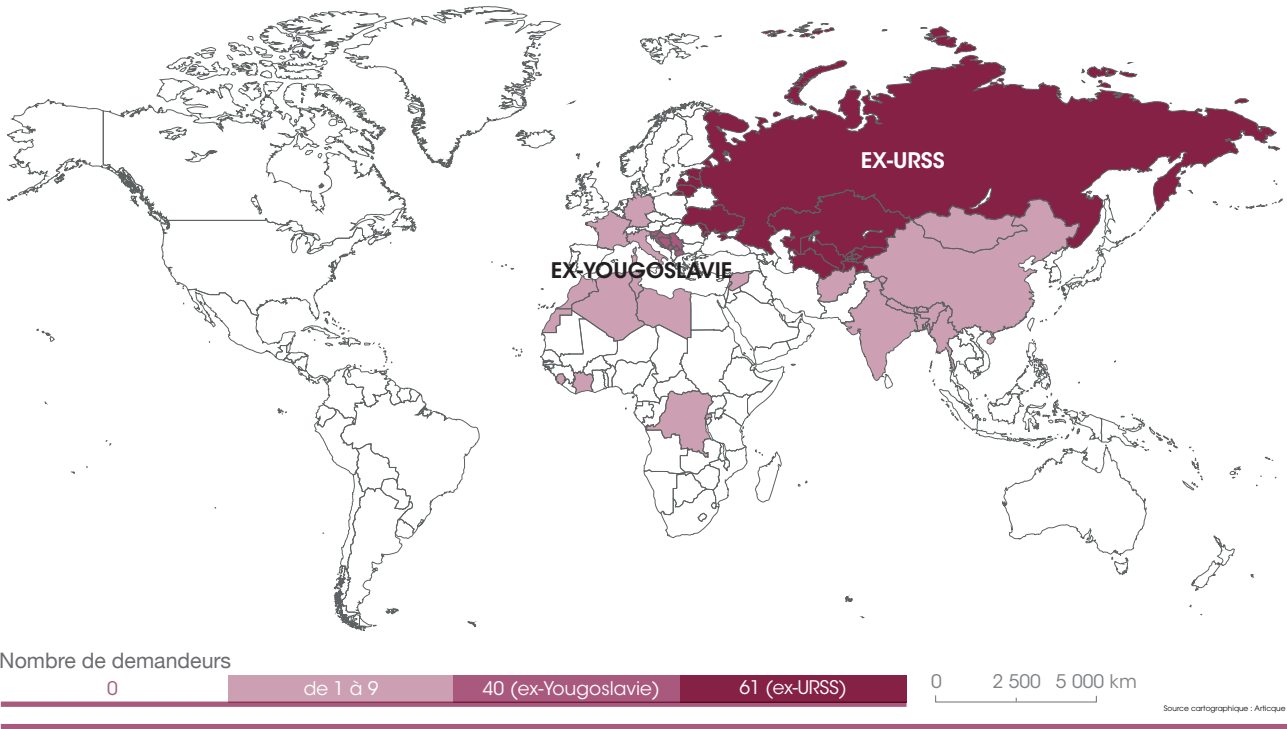 EX-URSS
EX-YOUGOSLAVIE
Nombre de demandeurs
0
de 1 à 9
40 (ex-Yougoslavie)
61 (ex-URSS)
0 2 500 5 000 km
Source cartographique : Articque